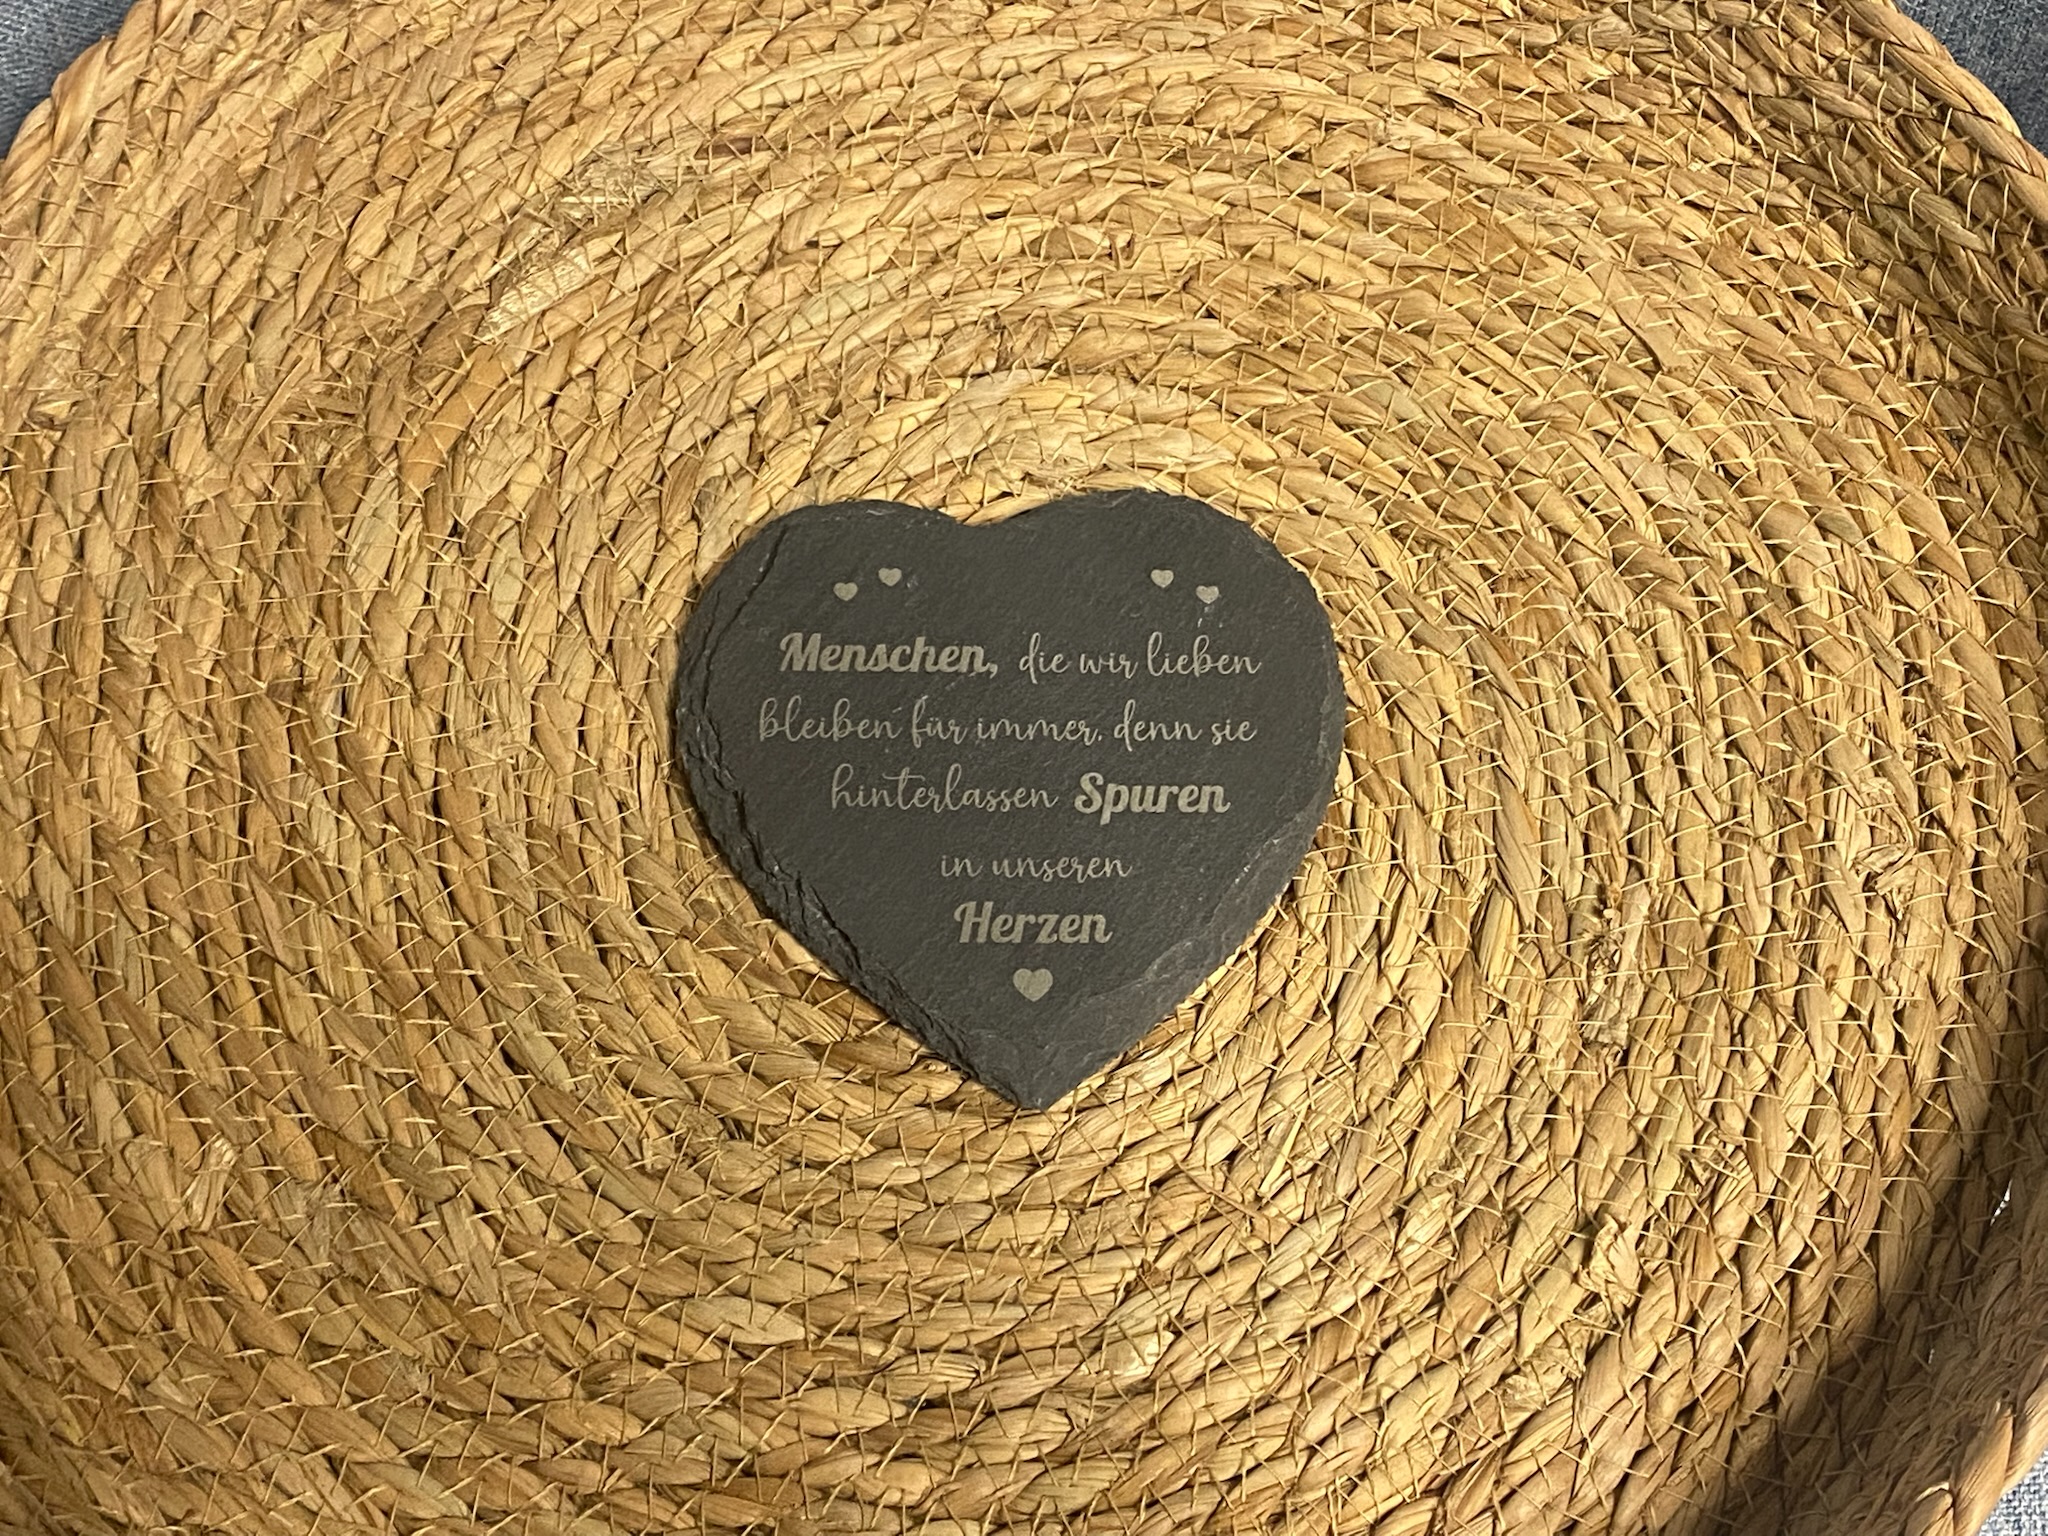 Menschen, die wir lieben
bleiben für immer, denn sie
hinterlassen Spuren
in unseren
Herzen